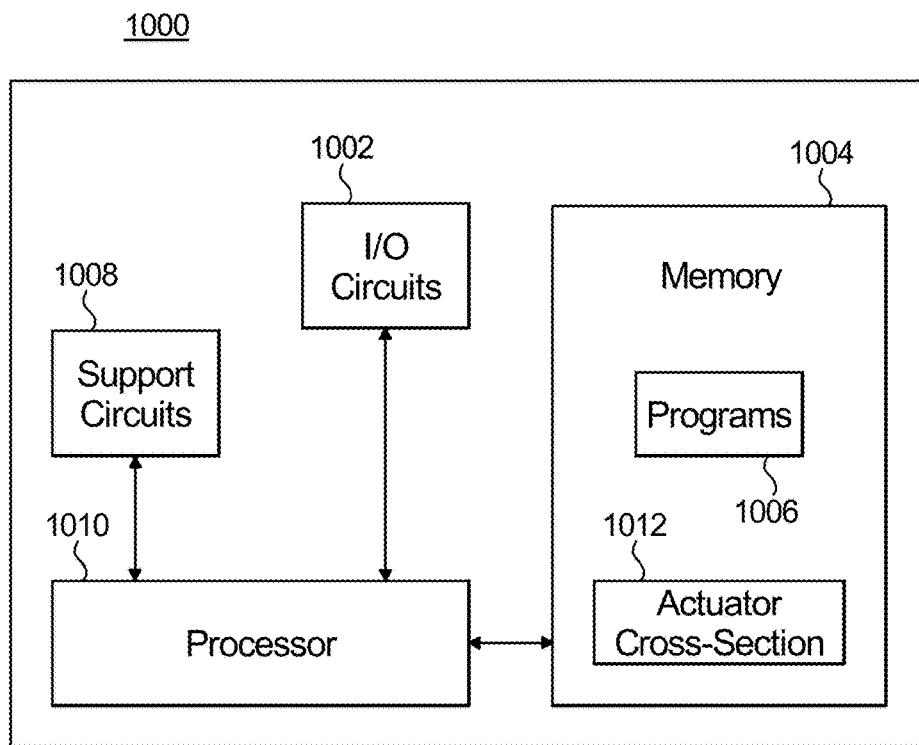 1000
1002
1004
I/O
Circuits
1008
Memory
Support
Circuits
Programs
1006
1010
1012
Processor
Actuator
Cross-Section